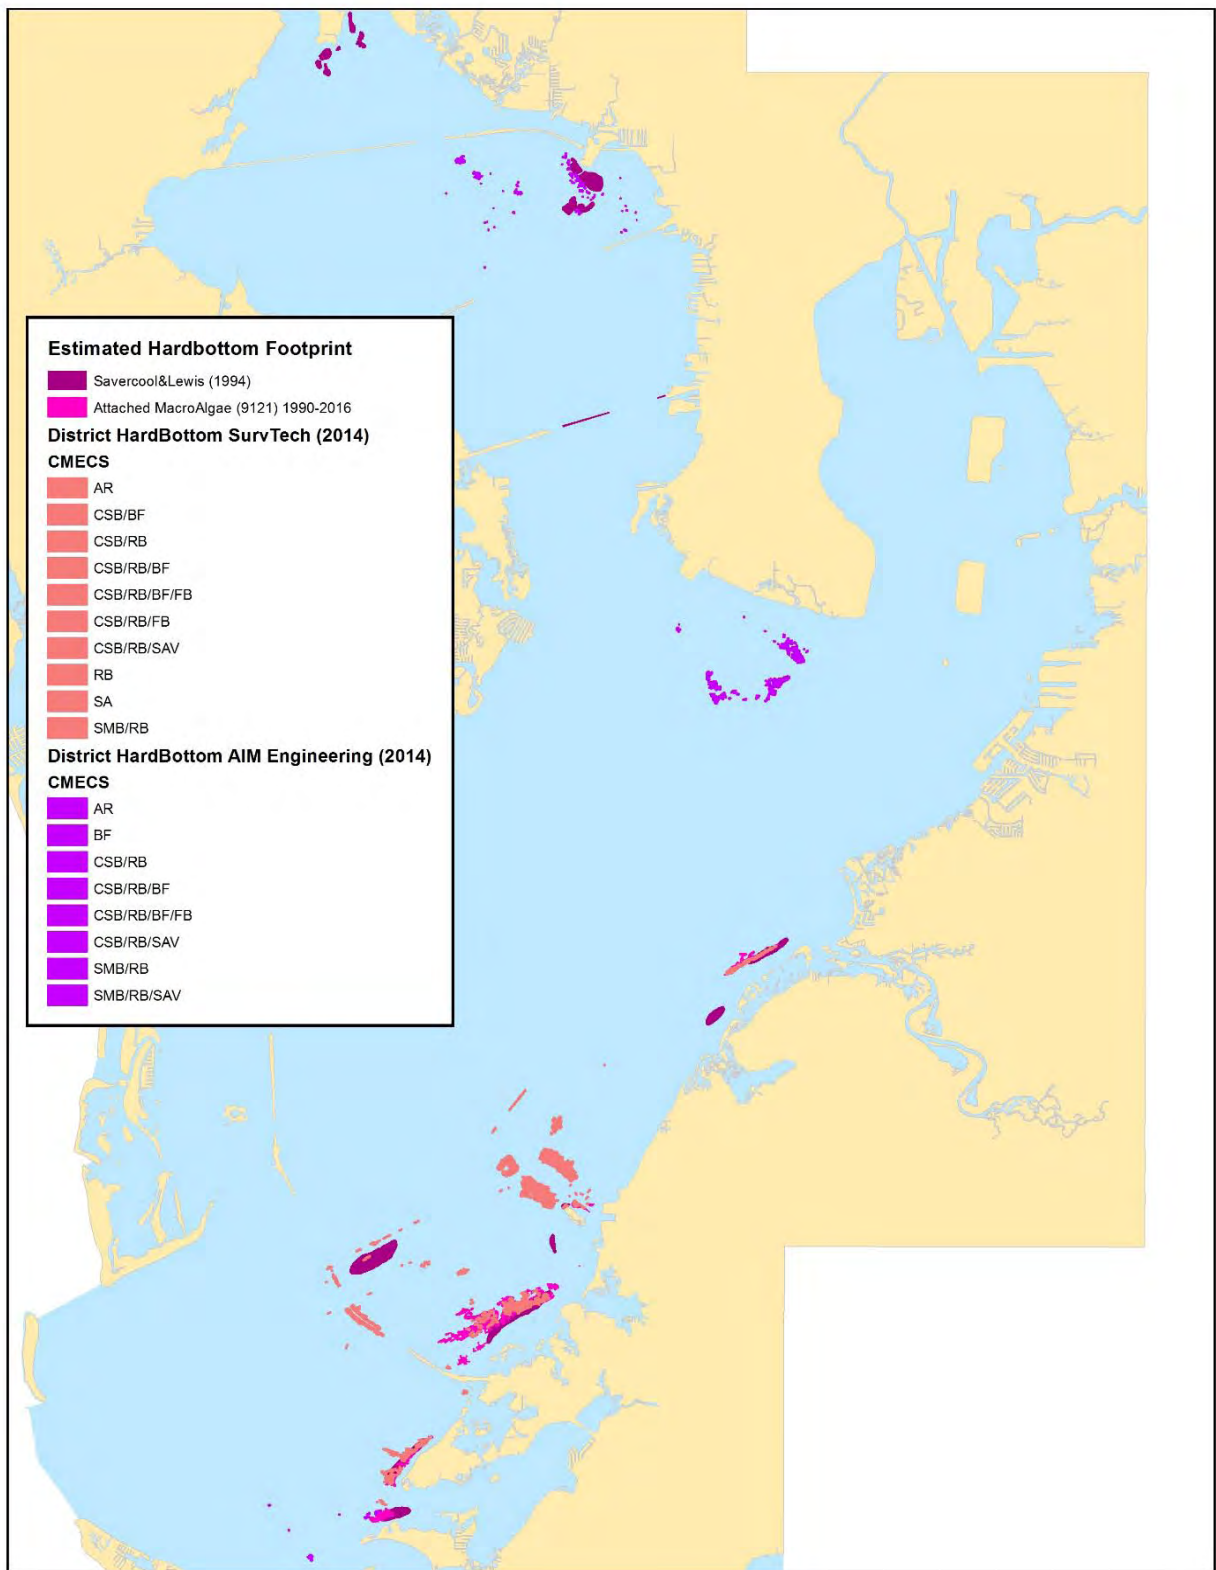 Estimated Hardbottom Footprint
Savercool&Lewis (1994)
Attached MacroAlgae (9121) 1990-2016
District HardBottom SurvTech (2014)
CMECS
AR
CSB/BF
CSB/RB
CSB/RB/BF
CSB/RB/BF/FB
CSB/RB/FB
CSB/RB/SAV
RB
SA
SMB/RB
District HardBottom AIM Engineering (2014)
CMECS
AR
BF
CSB/RB
CSB/RB/BF
CSB/RB/BF/FB
CSB/RB/SAV
SMB/RB
SMB/RB/SAV